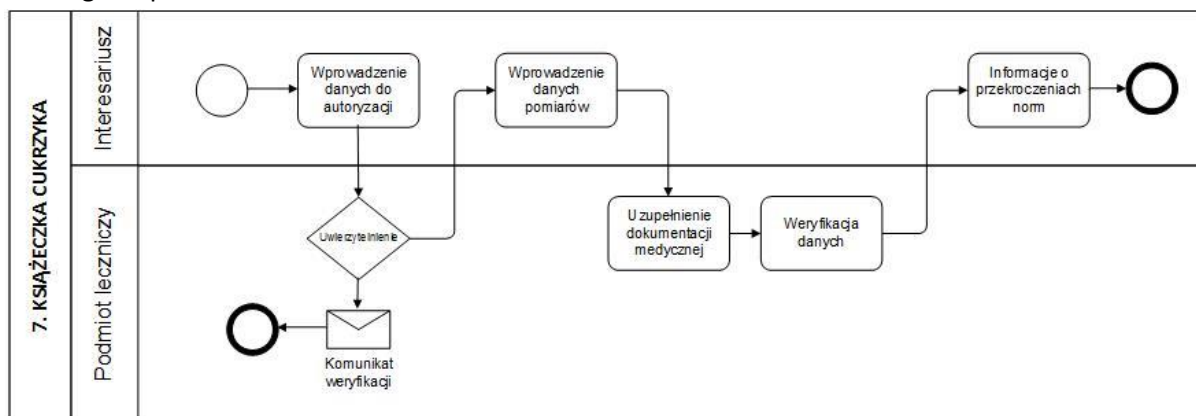 7. KSIĄŻECZKA CUKRZYKA
Interesariusz
Wprowadzenie
danych do
autoryzacji
Wprowadzenie
danych
pomiarów
Informacje o
przekroczeniach
norm
Podmiot leczniczy
Uwierzytelnienie
Uzupełnienie
dokumentacji
medycznej
Weryfikacja
danych
Komunikat
weryfikacji